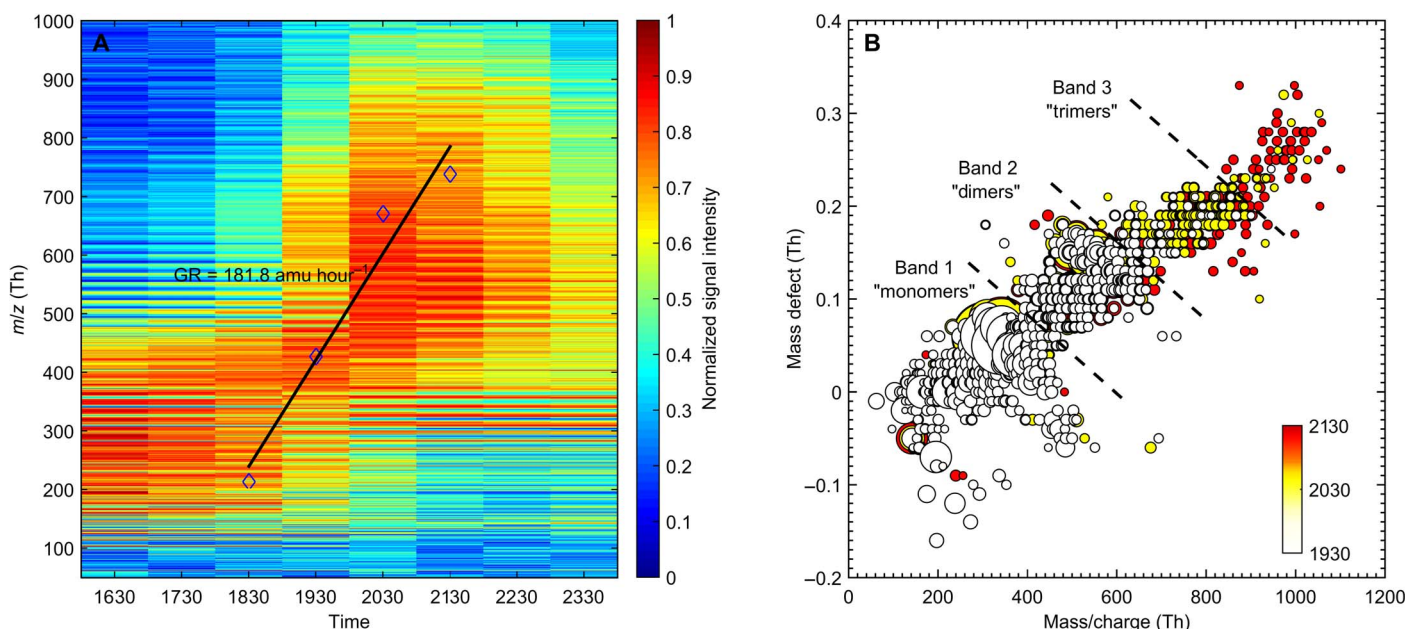 A
1000
900
800
700
600
500
400
300
200
100
m/z (Th)
GR = 181.8 amu hour⁻¹
1630 1730 1830 1930 2030 2130 2230 2330
Time
1
0.9
0.8
0.7
0.6
0.5
0.4
0.3
0.2
0.1
0
Normalized signal intensity
B
0.4
0.3
0.2
0.1
0
−0.1
−0.2
Mass defect (Th)
Band 3
"trimers"
Band 2
"dimers"
Band 1
"monomers"
2130
2030
1930
0 200 400 600 800 1000 1200
Mass/charge (Th)